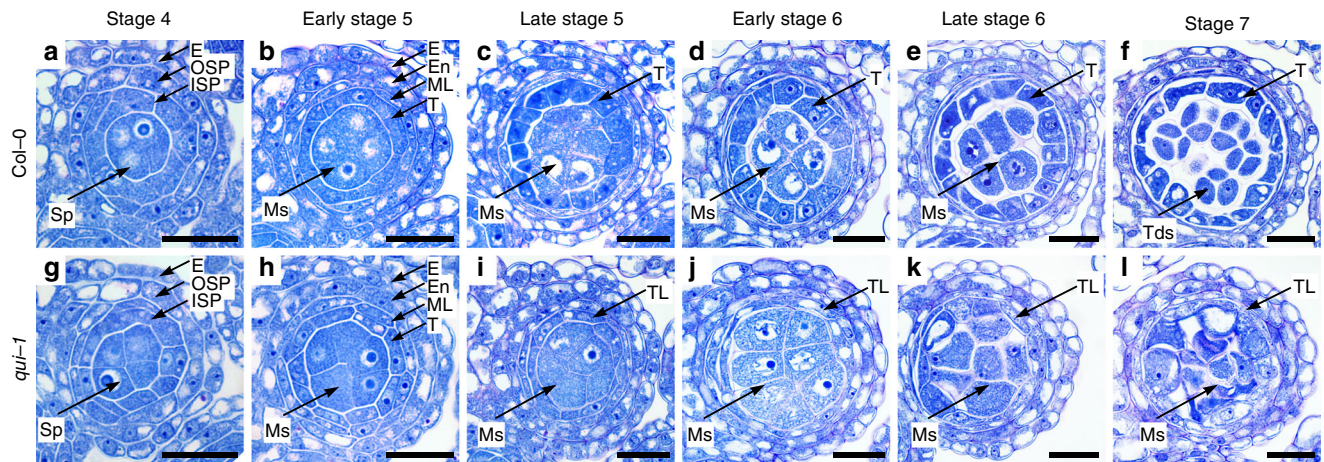 Stage 4 Early stage 5 Late stage 5 Early stage 6 Late stage 6 Stage 7
Col–0
a E OSP ISP Sp
b E En ML T Ms
c T Ms
d T Ms
e T Ms
f T Tds
qui–1
g E OSP ISP Sp
h E En ML T Ms
i TL Ms
j TL Ms
k TL Ms
l TL Ms